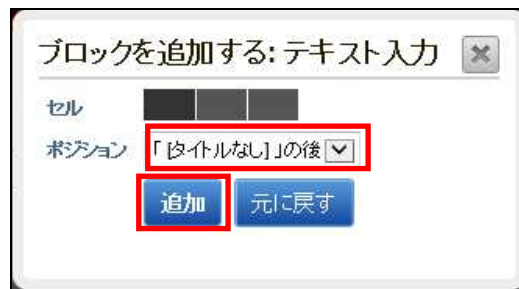 ブロックを追加する: テキスト入力
セル
ポジション 「 [タイトルなし] 」の後
追加 元に戻す